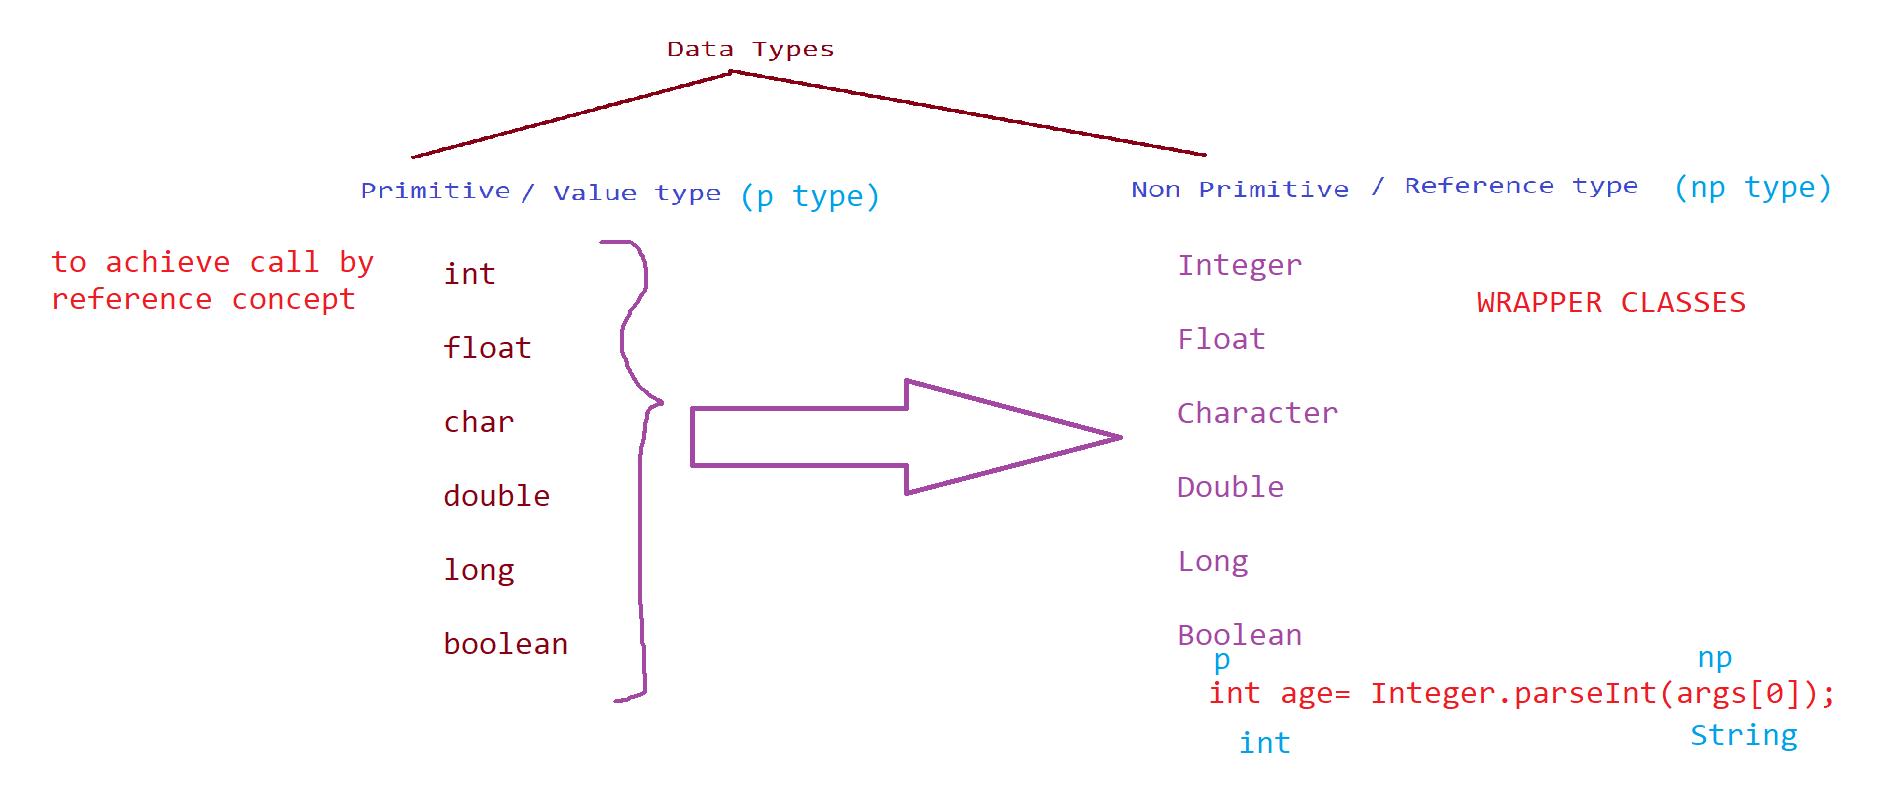 Data Types
Primitive / Value type (p type)
Non Primitive / Reference type (np type)
to achieve call by
reference concept
int
float
char
double
long
boolean
Integer
Float
Character
Double
Long
Boolean
WRAPPER CLASSES
p
np
int age= Integer.parseInt(args[0]);
int
String